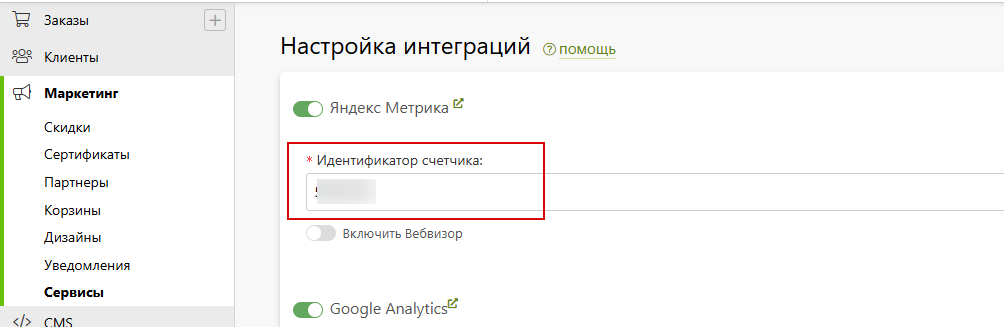 Заказы
Клиенты
Маркетинг
Скидки
Сертификаты
Партнеры
Корзины
Дизайны
Уведомления
Сервисы
CMS
Настройка интеграций помощь
Яндекс Метрика
* Идентификатор счетчика:
Включить Вебвизор
Google Analytics